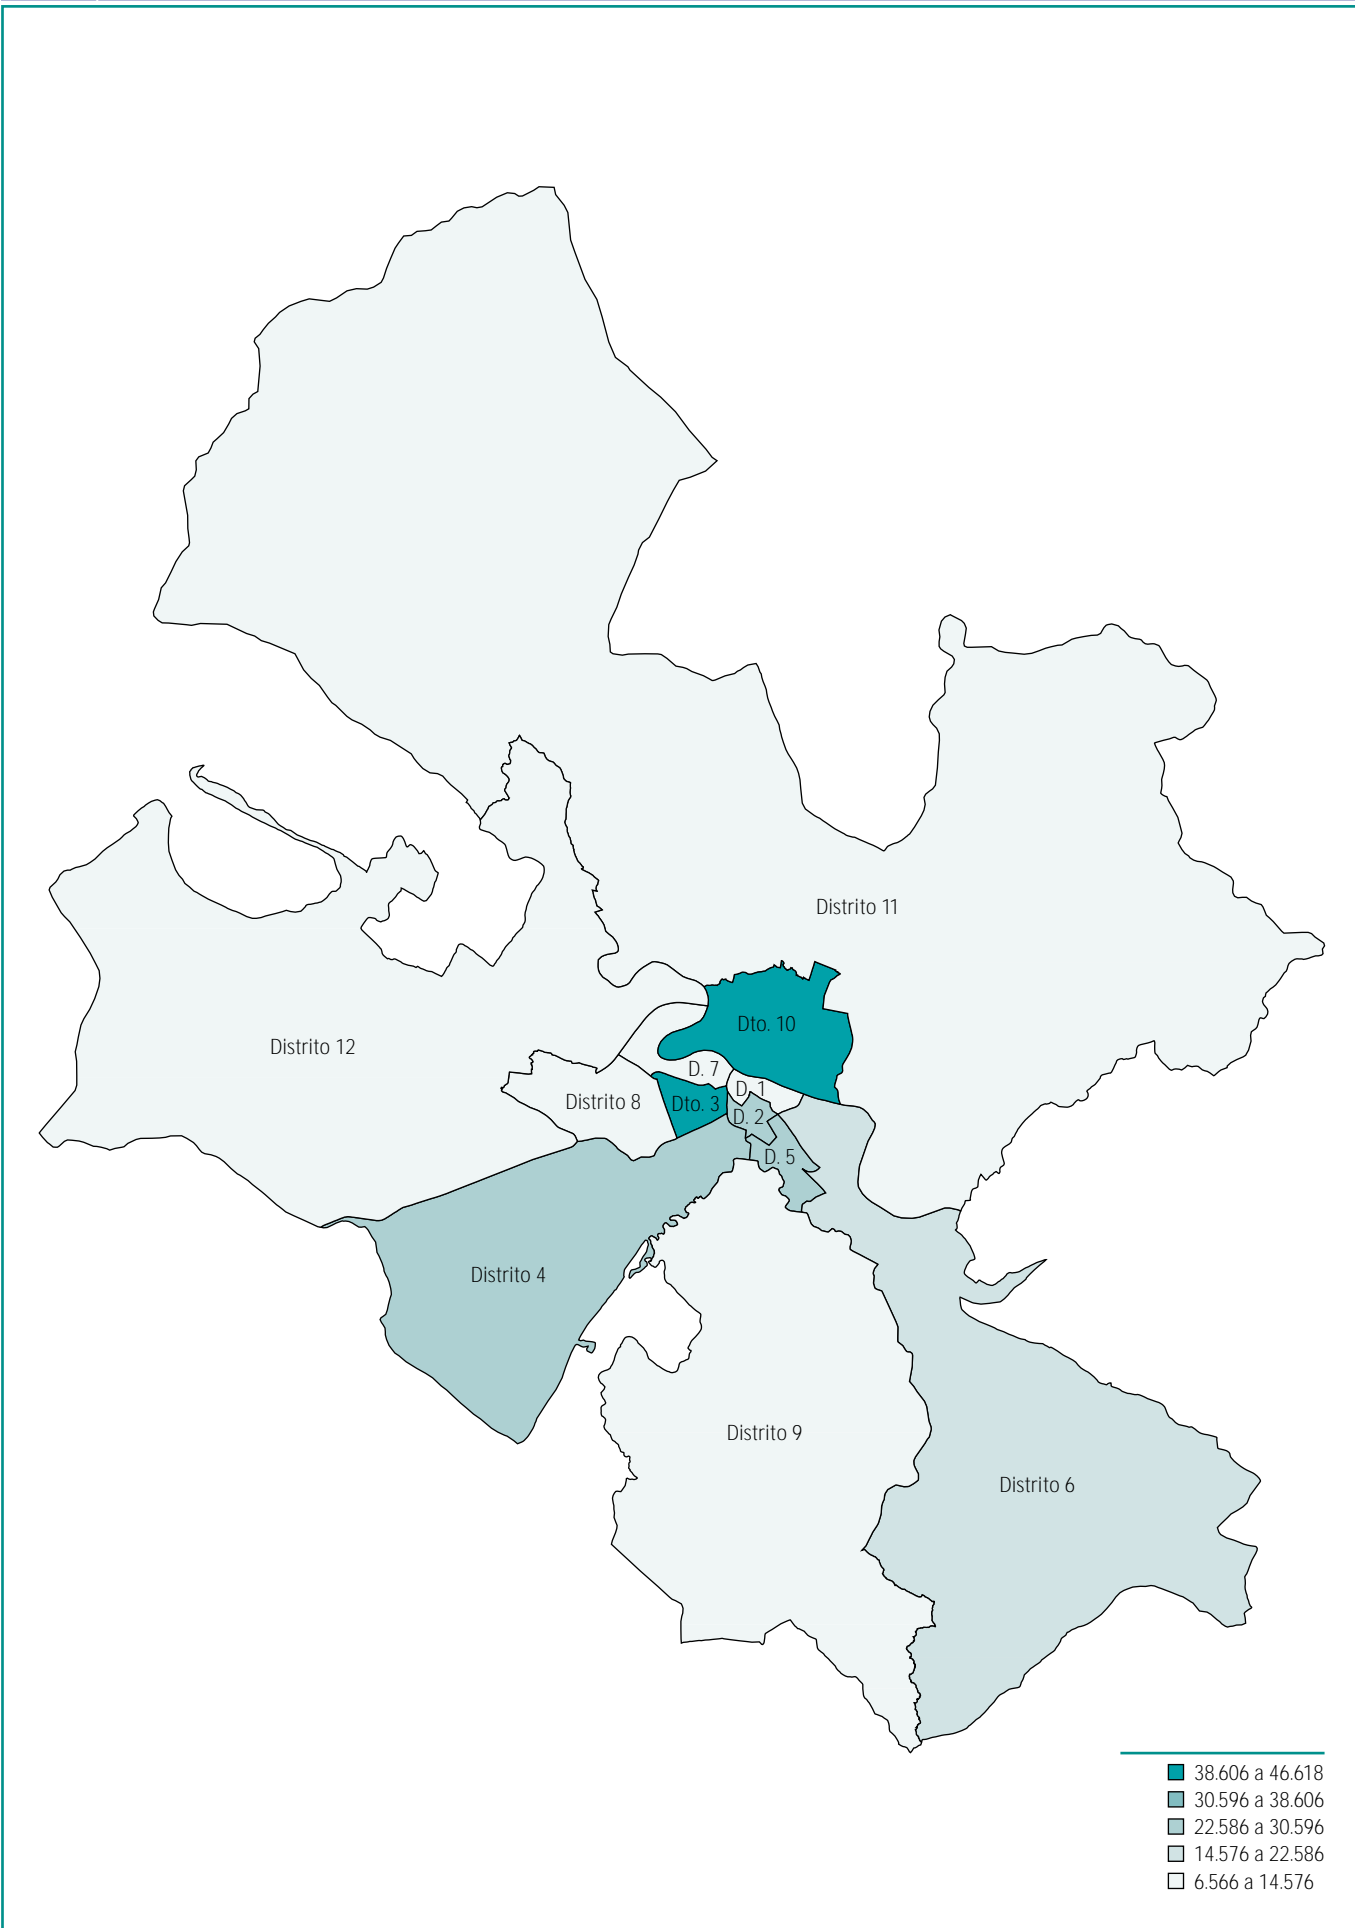 Distrito 11
Dto. 10
Distrito 12
D. 7
D. 1
Distrito 8
Dto. 3
D. 2
D. 5
Distrito 4
Distrito 9
Distrito 6
38.606 a 46.618
30.596 a 38.606
22.586 a 30.596
14.576 a 22.586
6.566 a 14.576